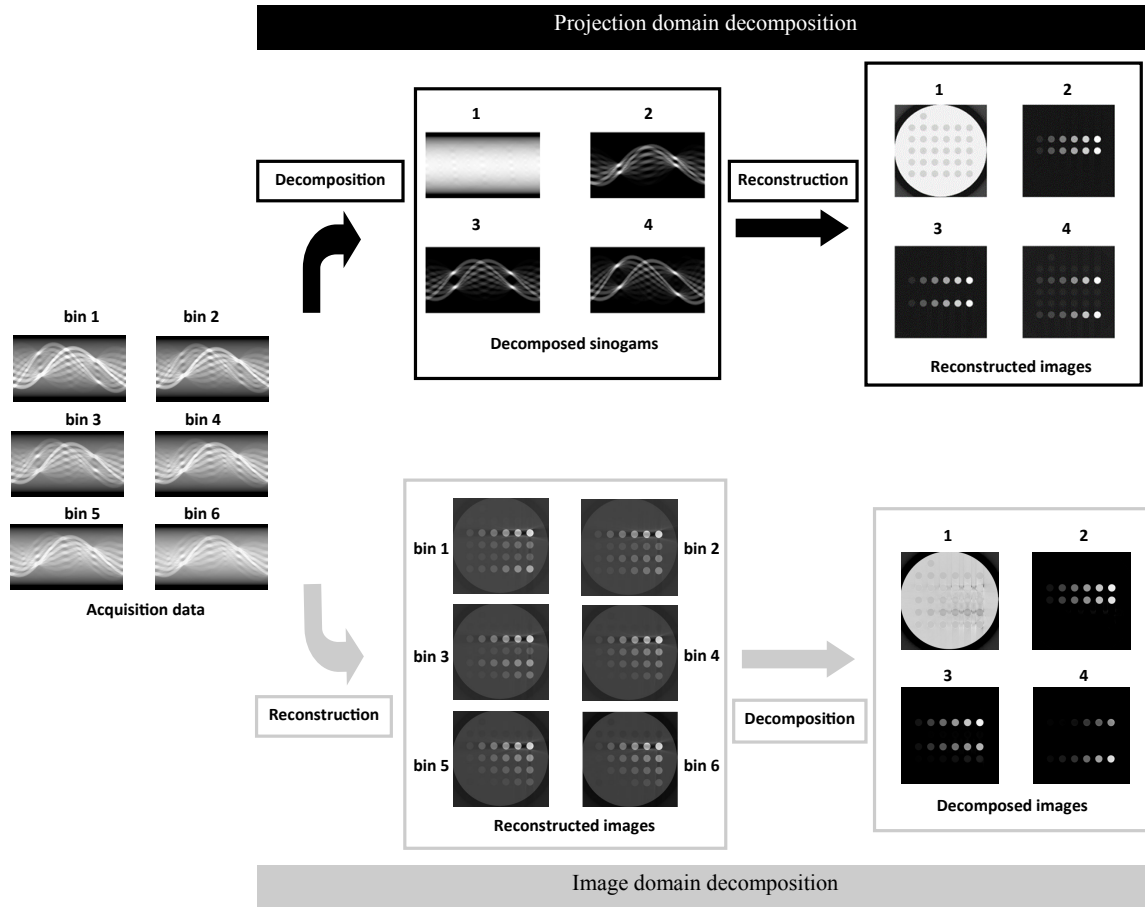 Projection domain decomposition
Decomposition
1 2
3 4
Decomposed sinogams
Reconstruction
1 2
3 4
Reconstructed images
bin 1 bin 2
bin 3 bin 4
bin 5 bin 6
Acquisition data
Reconstruction
bin 1 bin 2
bin 3 bin 4
bin 5 bin 6
Reconstructed images
Decomposition
1 2
3 4
Decomposed images
Image domain decomposition